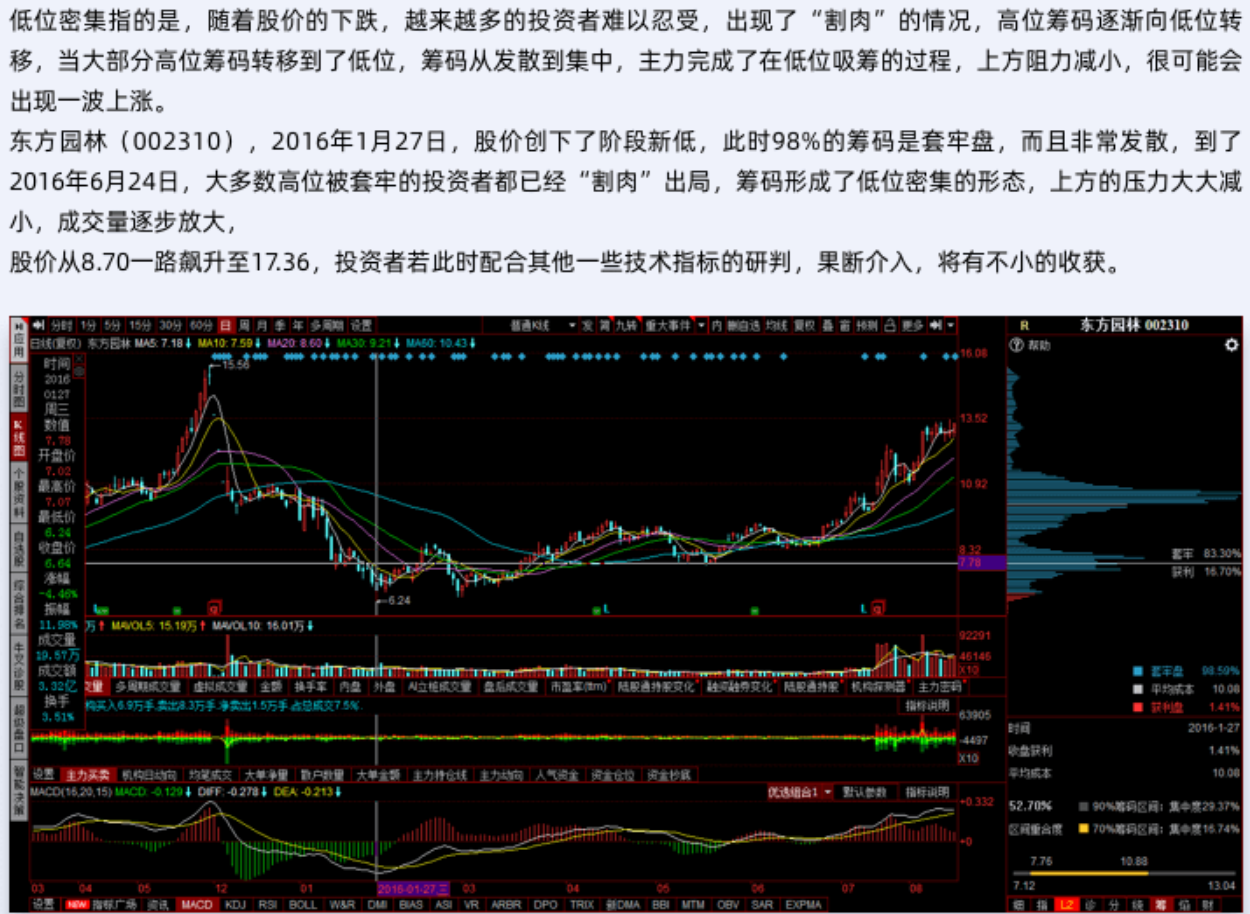 低位密集指的是，随着股价的下跌，越来越多的投资者难以忍受，出现了“割肉”的情况，高位筹码逐渐向低位转
移，当大部分高位筹码转移到了低位，筹码从发散到集中，主力完成了在低位吸筹的过程，上方阻力减小，很可能会
出现一波上涨。
东方园林（002310），2016年1月27日，股价创下了阶段新低，此时98%的筹码是套牢盘，而且非常发散，到了
2016年6月24日，大多数高位被套牢的投资者都已经“割肉”出局，筹码形成了低位密集的形态，上方的压力大大减
小，成交量逐步放大，
股价从8.70一路飙升至17.36，投资者若此时配合其他一些技术指标的研判，果断介入，将有不小的收获。
分时 1分 5分 15分 30分 60分 日 周 月 季 年 多周期 设置
普通K线 九转 重大事件 内 删自选 均线 复权 叠 预测 更多
R 东方园林 002310
日线(复权) 东方园林 MA5: 7.18 MA10: 7.59 MA20: 8.60 MA30: 9.21 MA60: 10.43
帮助
应用
分时图
K线图
个股资料
自选股
综合排名
牛叉诊股
超级盘口
智能决策
时间
2016
0127
周三
数值
7.78
开盘价
7.02
最高价
7.07
最低价
6.24
收盘价
6.64
涨幅
-4.46%
振幅
11.98%
成交量
19.57万
成交额
3.32亿
换手
3.51%
15.56
6.24
16.08
13.52
10.92
8.32
7.78
套牢 83.30%
获利 16.70%
万 MAVOL5: 15.19万 MAVOL10: 16.01万
92291
46146
X10
套牢盘 98.59%
平均成本 10.08
获利盘 1.41%
多周期成交量 虚拟成交量 金额 换手率 内盘 外盘 AI立桩成交量 盘后成交量 市盈率(ttm) 陆股通持股变化 融资融券变化 陆股通持股 机构探测器 主力密码
构买入6.9万手,卖出8.3万手,净卖出1.5万手,占总成交7.5%.
指标说明
63905
-4497
X10
时间 2016-1-27
收盘获利 1.41%
平均成本 10.08
设置 主力买卖 机构日动向 均笔成交 大单净量 散户数量 大单金额 主力持仓线 主力动向 人气资金 资金仓位 资金抄底
MACD(16,20,15) MACD: -0.129 DIFF: -0.278 DEA: -0.213
优选组合1 默认参数 指标说明
+0.332
+0
52.70% 90%筹码区间：集中度29.37%
区间重合度 70%筹码区间：集中度16.74%
7.76 10.88
7.12 13.04
03 04 05 12 01 2016-01-27,三 03 04 05 06 07 08
设置 NEW 指标广场 资讯 MACD KDJ RSI BOLL W&R DMI BIAS ASI VR ARBR DPO TRIX 新DMA BBI MTM OBV SAR EXPMA
细 指 L2 诊 分 统 筹 焰 财